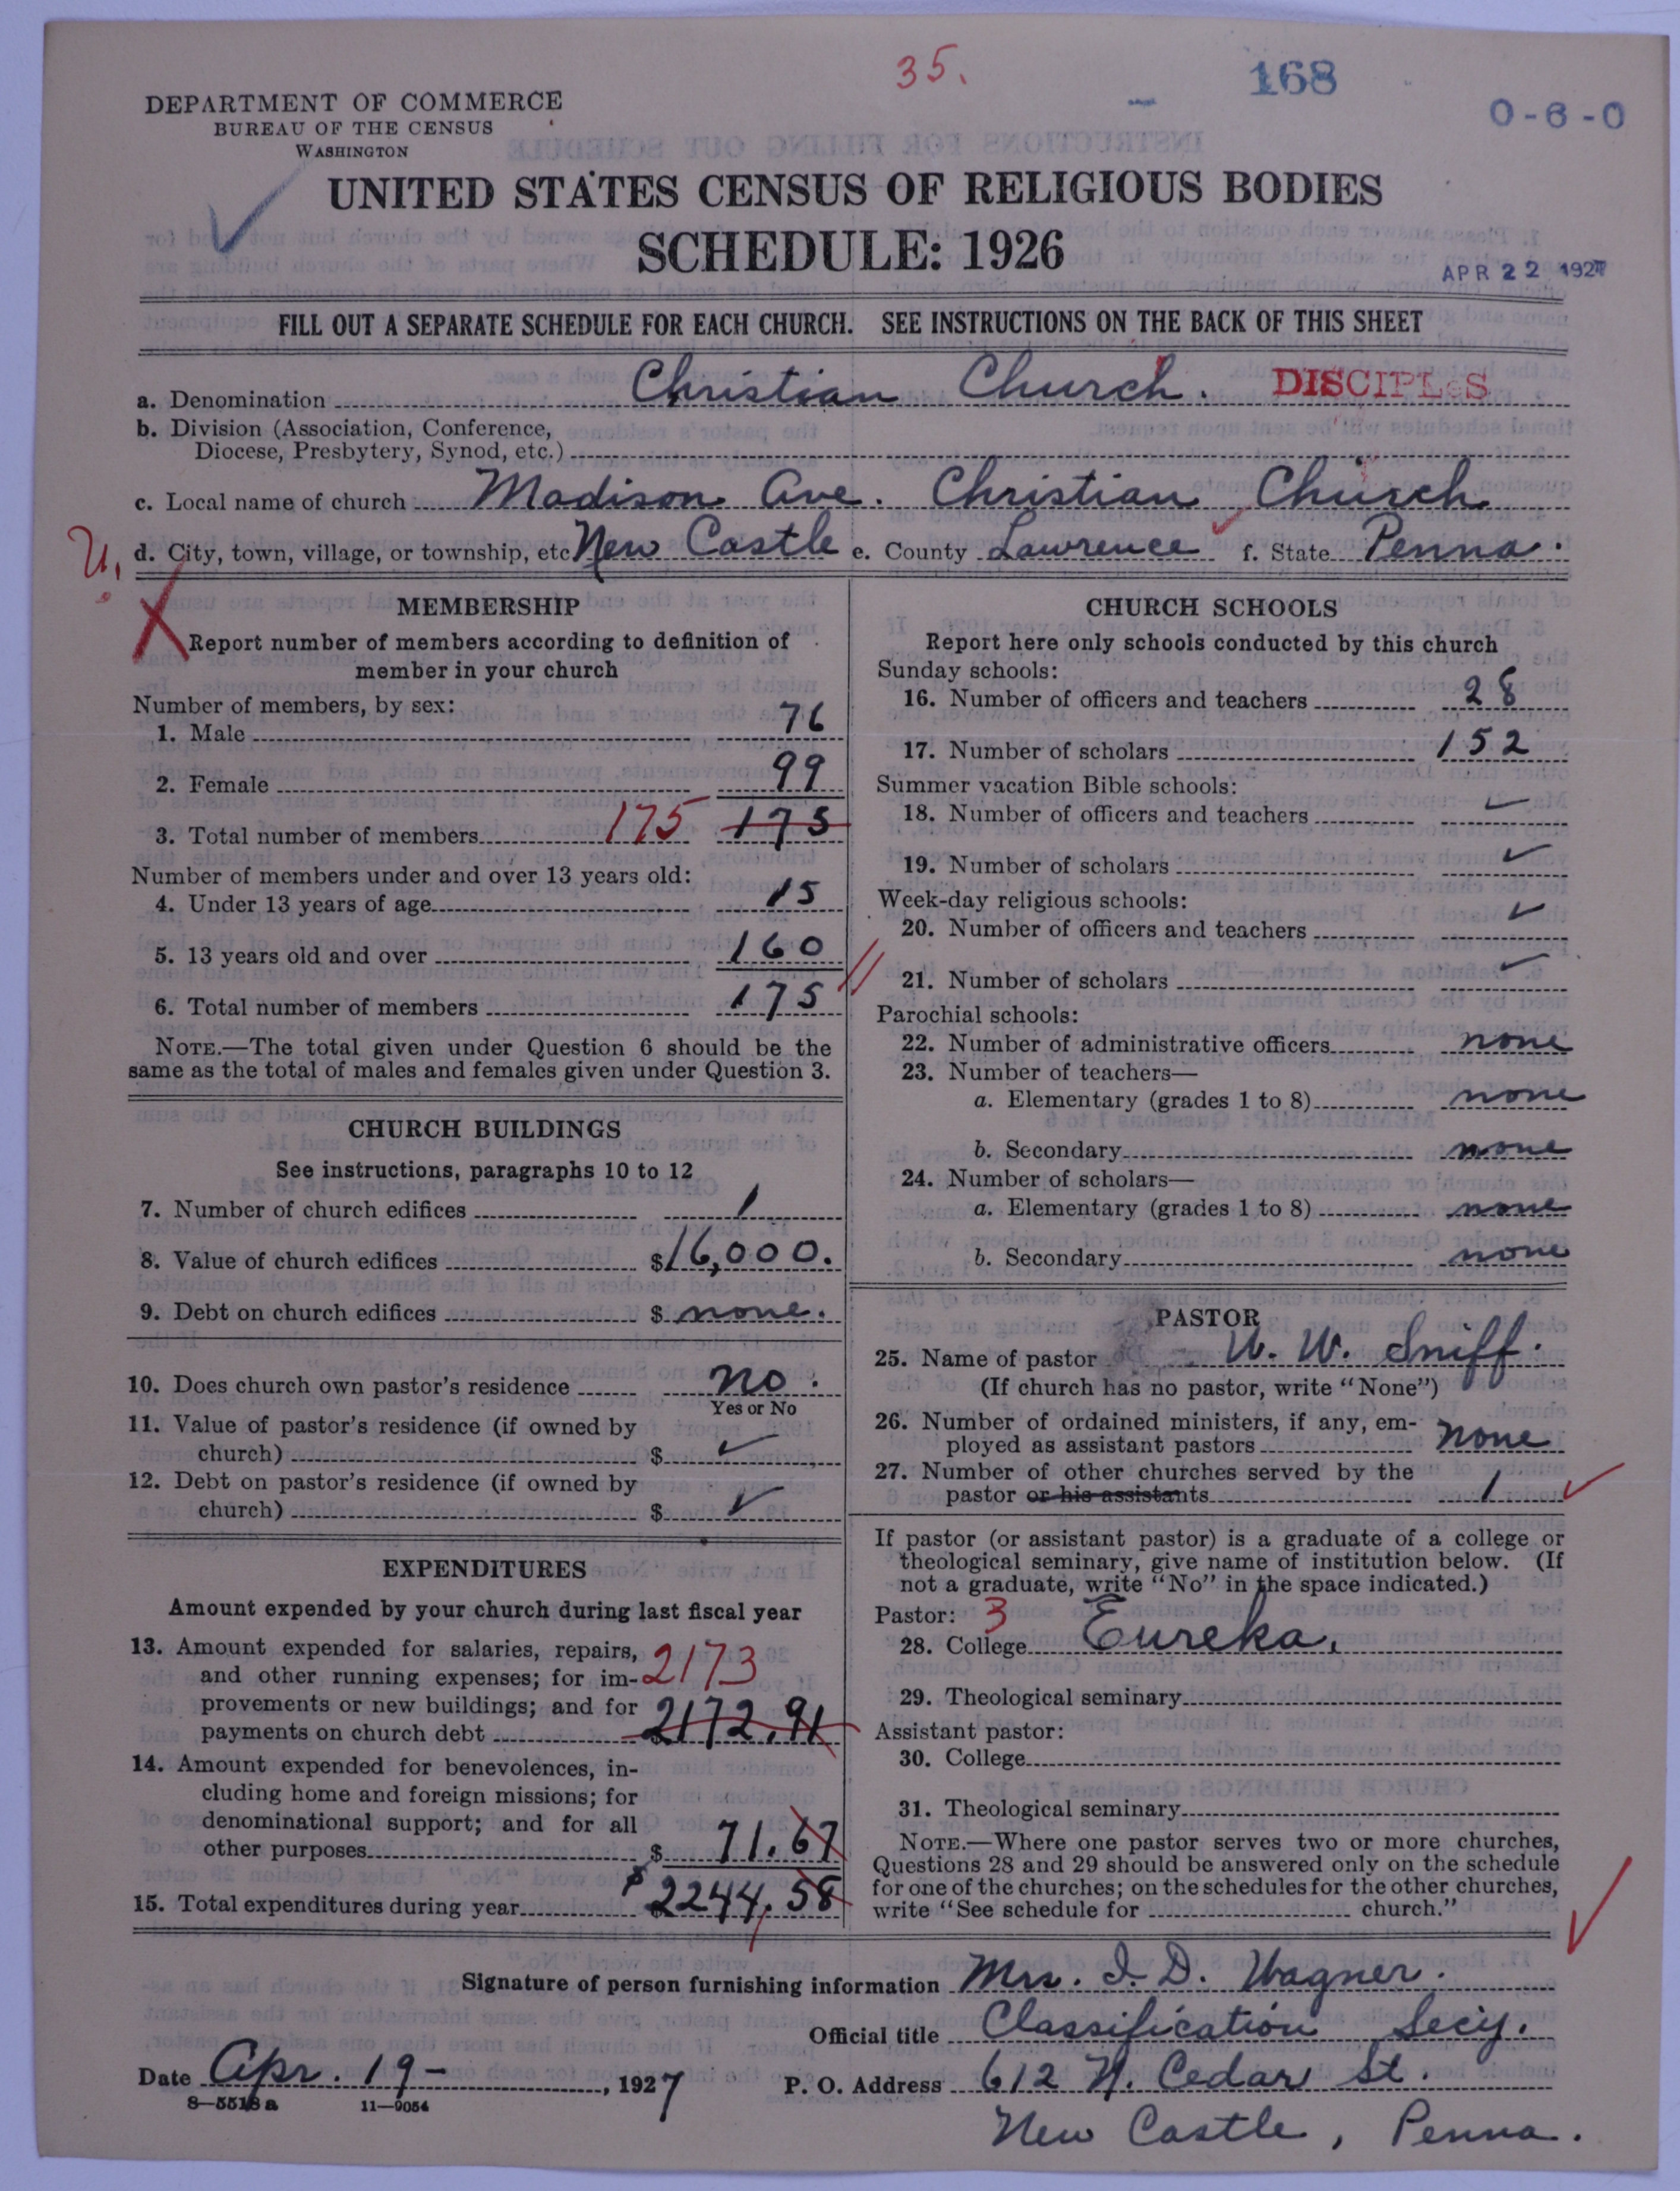 35.
168
0-6-0
DEPARTMENT OF COMMERCE
BUREAU OF THE CENSUS
WASHINGTON
UNITED STATES CENSUS OF RELIGIOUS BODIES
SCHEDULE: 1926
APR 22 1927
FILL OUT A SEPARATE SCHEDULE FOR EACH CHURCH. SEE INSTRUCTIONS ON THE BACK OF THIS SHEET
a. Denomination Christian Church. DISCIPLeS
b. Division (Association, Conference,
Diocese, Presbytery, Synod, etc.)
c. Local name of church Madison Ave. Christian Church
U. d. City, town, village, or township, etc New Castle e. County Lawrence f. State Penna.
MEMBERSHIP
Report number of members according to definition of
member in your church
Number of members, by sex:
1. Male 76
2. Female 99
3. Total number of members 175 175
Number of members under and over 13 years old:
4. Under 13 years of age 15
5. 13 years old and over 160
6. Total number of members 175
NOTE.—The total given under Question 6 should be the
same as the total of males and females given under Question 3.
CHURCH BUILDINGS
See instructions, paragraphs 10 to 12
7. Number of church edifices 1
8. Value of church edifices $16,000.
9. Debt on church edifices $ none.
10. Does church own pastor's residence no.
Yes or No
11. Value of pastor's residence (if owned by
church) $ ✓
12. Debt on pastor's residence (if owned by
church) $ ✓
EXPENDITURES
Amount expended by your church during last fiscal year
13. Amount expended for salaries, repairs,
and other running expenses; for im- 2173
provements or new buildings; and for
payments on church debt 2172.91
14. Amount expended for benevolences, in-
cluding home and foreign missions; for
denominational support; and for all
other purposes $ 71.67
15. Total expenditures during year $2244.58
CHURCH SCHOOLS
Report here only schools conducted by this church
Sunday schools:
16. Number of officers and teachers 28
17. Number of scholars 152
Summer vacation Bible schools:
18. Number of officers and teachers ✓
19. Number of scholars ✓
Week-day religious schools:
20. Number of officers and teachers ✓
21. Number of scholars ✓
Parochial schools:
22. Number of administrative officers none
23. Number of teachers—
a. Elementary (grades 1 to 8) none
b. Secondary none
24. Number of scholars—
a. Elementary (grades 1 to 8) none
b. Secondary none
PASTOR
25. Name of pastor W. W. Sniff.
(If church has no pastor, write "None")
26. Number of ordained ministers, if any, em-
ployed as assistant pastors none
27. Number of other churches served by the
pastor or his assistants 1 ✓
If pastor (or assistant pastor) is a graduate of a college or
theological seminary, give name of institution below. (If
not a graduate, write "No" in the space indicated.)
Pastor: 3
28. College Eureka.
29. Theological seminary
Assistant pastor:
30. College
31. Theological seminary
NOTE.—Where one pastor serves two or more churches,
Questions 28 and 29 should be answered only on the schedule
for one of the churches; on the schedules for the other churches,
write "See schedule for church."
Signature of person furnishing information Mrs. I. D. Wagner.
Official title Classification Secy.
Date Apr. 19-, 1927 P. O. Address 612 N. Cedar St.
8—5518a 11—9054
New Castle, Penna.